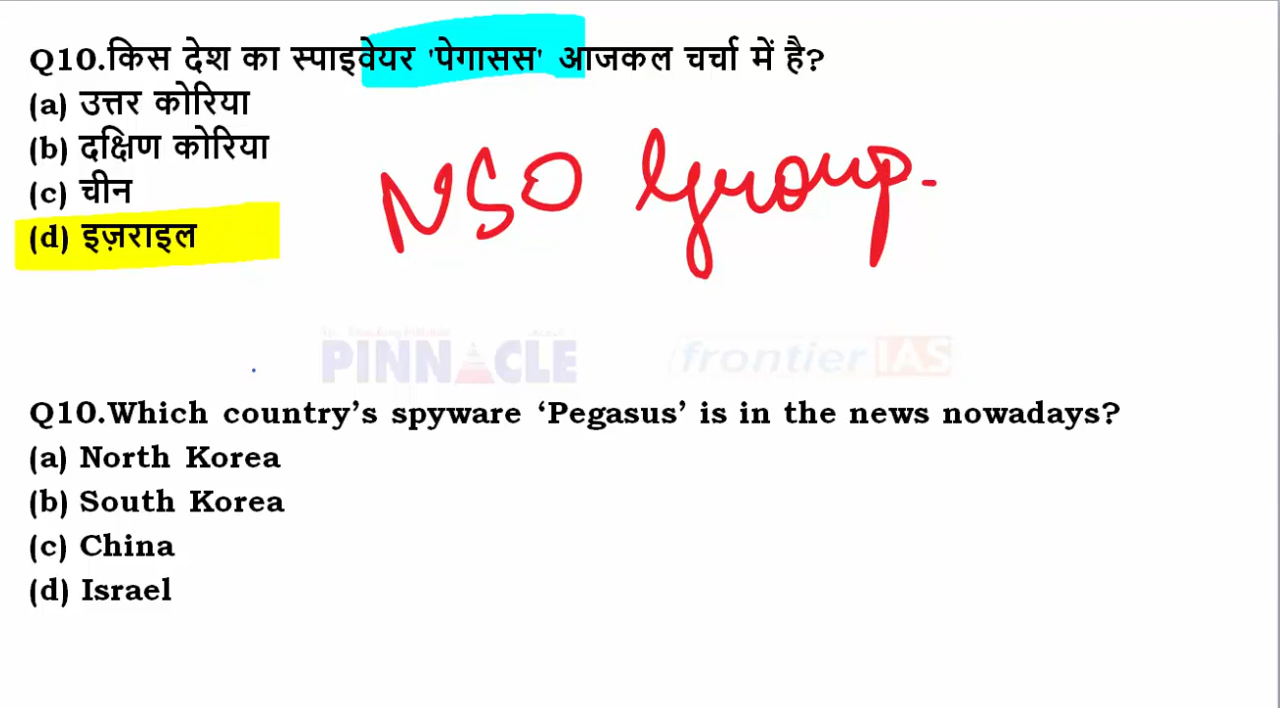 Q10.किस देश का स्पाइवेयर 'पेगासस' आजकल चर्चा में है?
(a) उत्तर कोरिया
(b) दक्षिण कोरिया
(c) चीन
(d) इज़राइल
NSO Group.
PINNACLE
frontier IAS
Q10.Which country’s spyware ‘Pegasus’ is in the news nowadays?
(a) North Korea
(b) South Korea
(c) China
(d) Israel